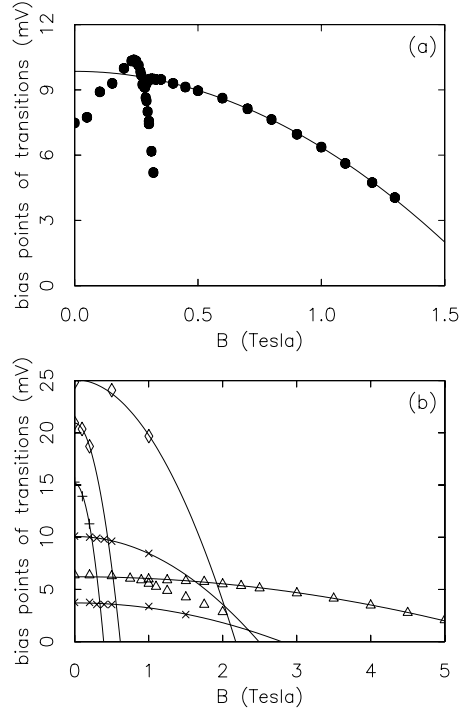 (a)
bias points of transitions (mV)
12
9
6
3
0
0.0 0.5 1.0 1.5
B (Tesla)
(b)
bias points of transitions (mV)
25
20
15
10
5
0
0 1 2 3 4 5
B (Tesla)